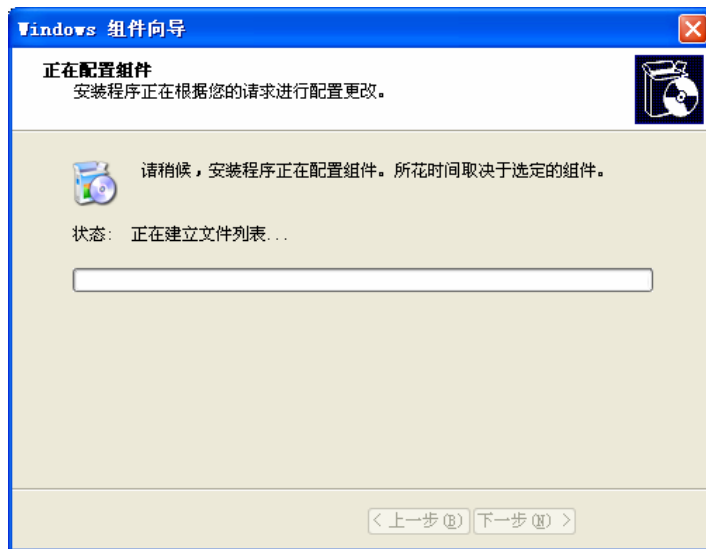 Windows 组件向导
正在配置组件
安装程序正在根据您的请求进行配置更改。
请稍候，安装程序正在配置组件。所花时间取决于选定的组件。
状态: 正在建立文件列表...
< 上一步(B) 下一步(N) >